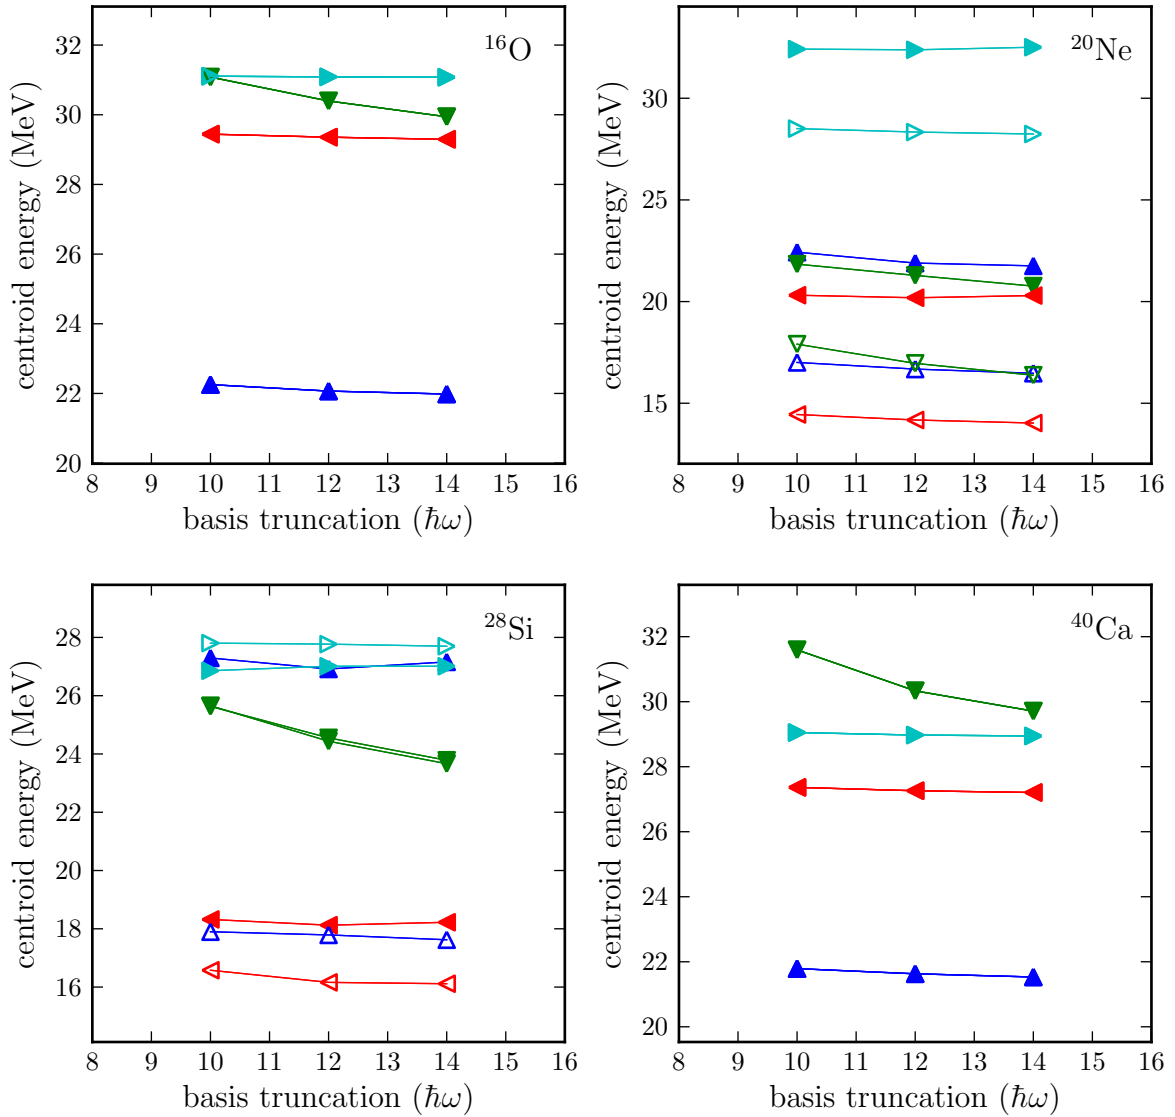 32
30
28
26
24
22
20
centroid energy (MeV)
¹⁶O
8 9 10 11 12 13 14 15 16
basis truncation (ℏω)
30
25
20
15
centroid energy (MeV)
²⁰Ne
8 9 10 11 12 13 14 15 16
basis truncation (ℏω)
28
26
24
22
20
18
16
centroid energy (MeV)
²⁸Si
8 9 10 11 12 13 14 15 16
basis truncation (ℏω)
32
30
28
26
24
22
20
centroid energy (MeV)
⁴⁰Ca
8 9 10 11 12 13 14 15 16
basis truncation (ℏω)